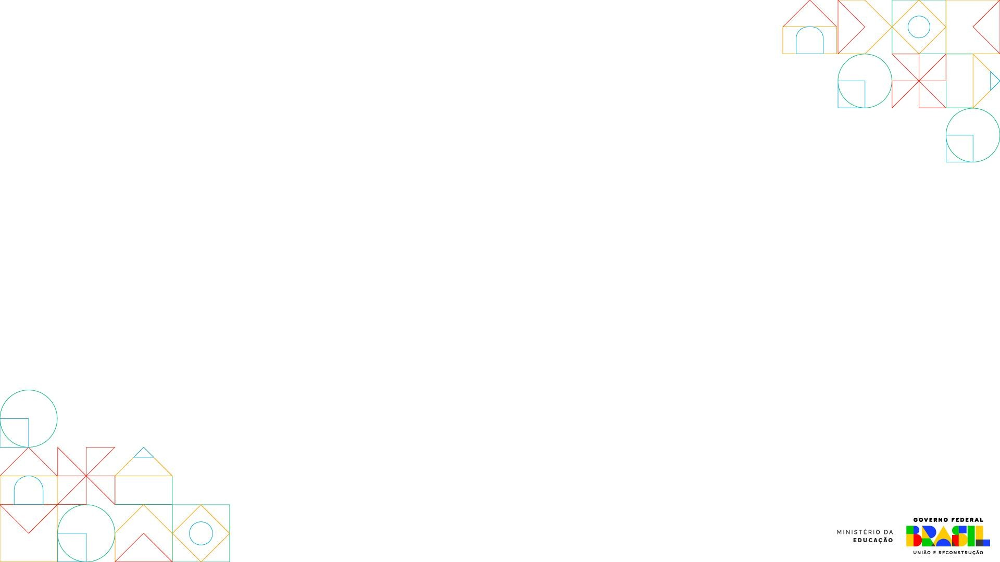 MINISTÉRIO DA
EDUCAÇÃO
GOVERNO FEDERAL
BRASIL
UNIÃO E RECONSTRUÇÃO